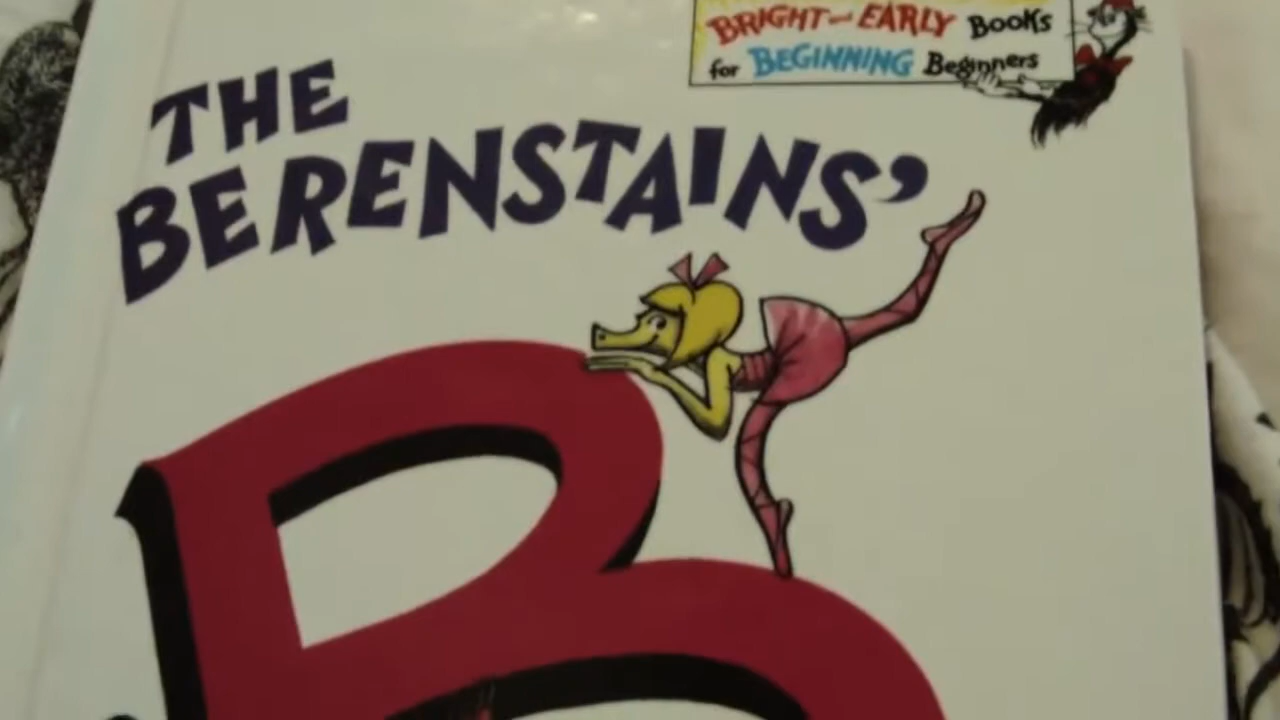 BRIGHT and EARLY Books
for BEGINNING Beginners
THE
BERENSTAINS'
B